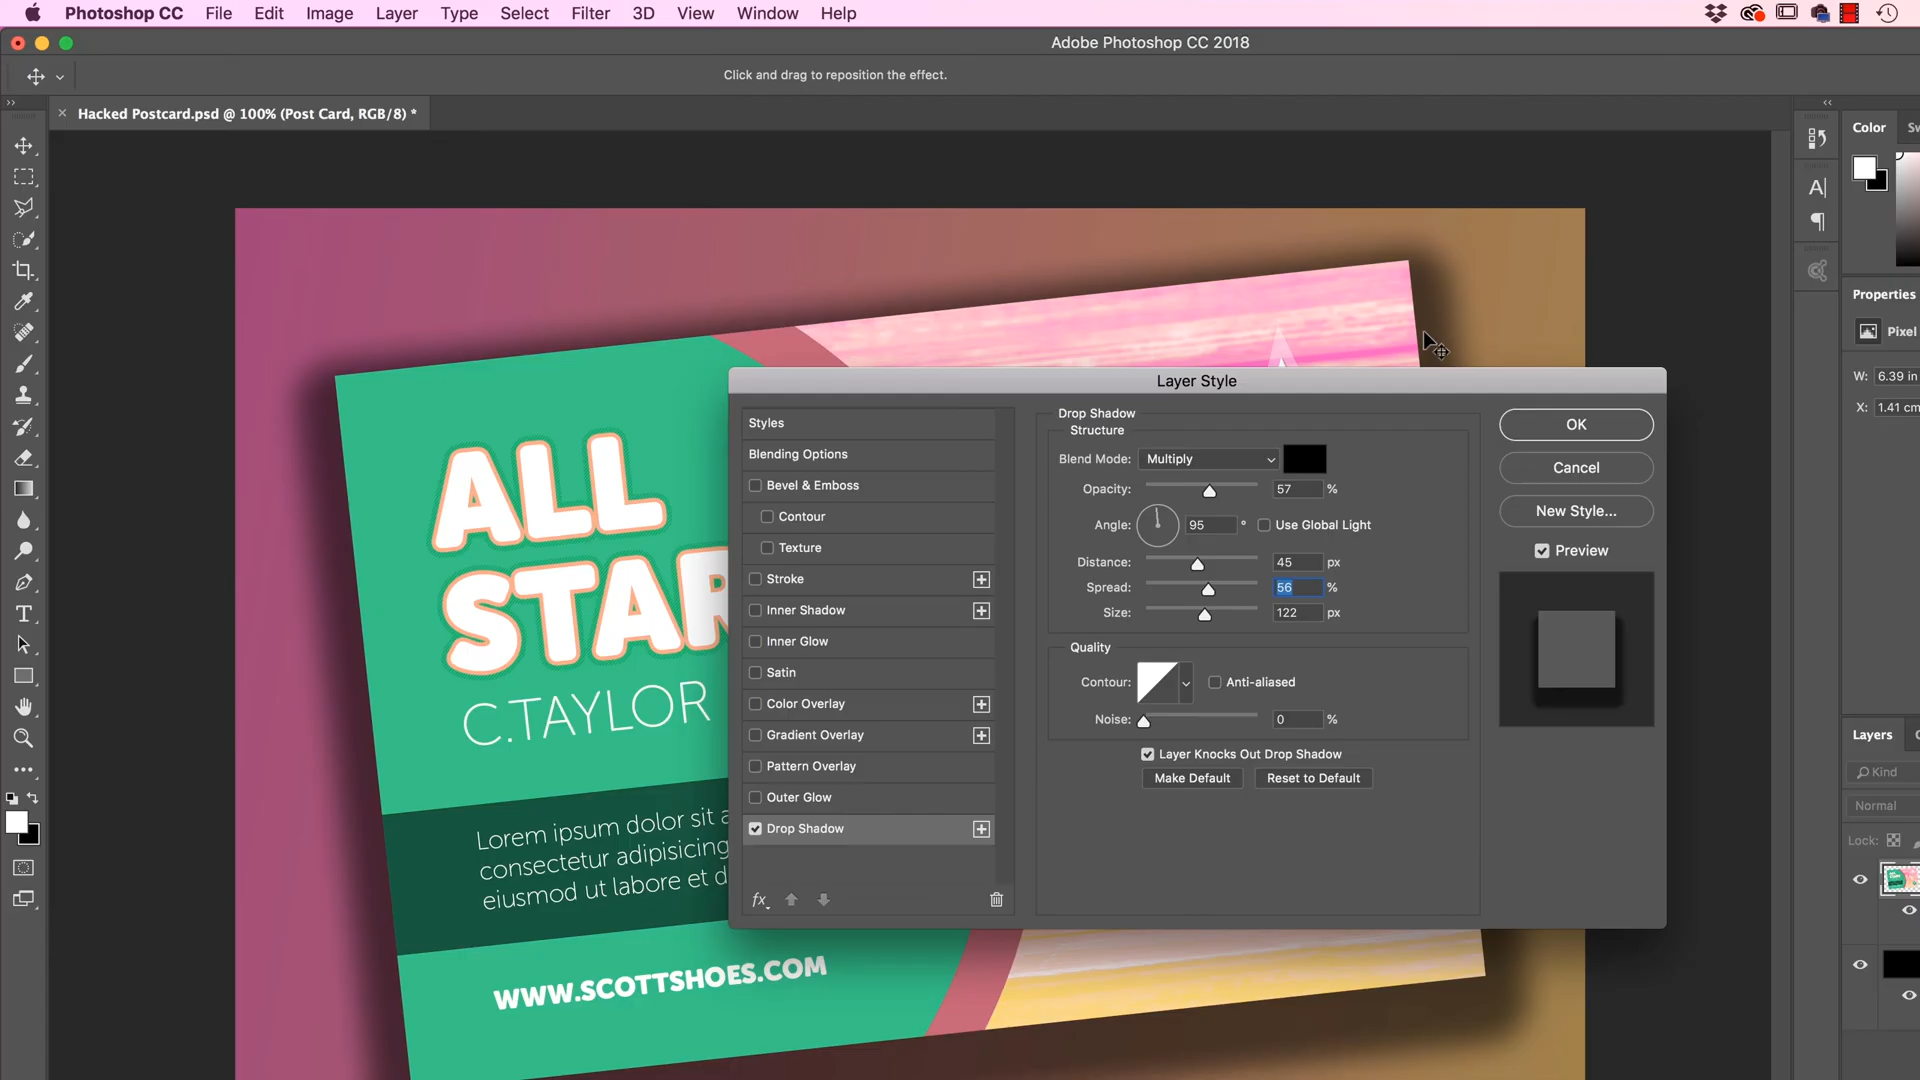 Photoshop CC File Edit Image Layer Type Select Filter 3D View Window Help
Adobe Photoshop CC 2018
Click and drag to reposition the effect.
Hacked Postcard.psd @ 100% (Post Card, RGB/8) *
Color
Properties
Pixel
W: 6.39 in
X: 1.41 cm
Layers
Kind
Normal
Lock:
ALL
STAR
C.TAYLOR
Lorem ipsum dolor sit a
consectetur adipisicing
eiusmod ut labore et d
WWW.SCOTTSHOES.COM
Layer Style
Styles
Blending Options
Bevel & Emboss
Contour
Texture
Stroke
Inner Shadow
Inner Glow
Satin
Color Overlay
Gradient Overlay
Pattern Overlay
Outer Glow
Drop Shadow
fx
Drop Shadow
Structure
Blend Mode: Multiply
Opacity: 57 %
Angle: 95 ° Use Global Light
Distance: 45 px
Spread: 56 %
Size: 122 px
Quality
Contour: Anti-aliased
Noise: 0 %
Layer Knocks Out Drop Shadow
Make Default Reset to Default
OK
Cancel
New Style...
Preview